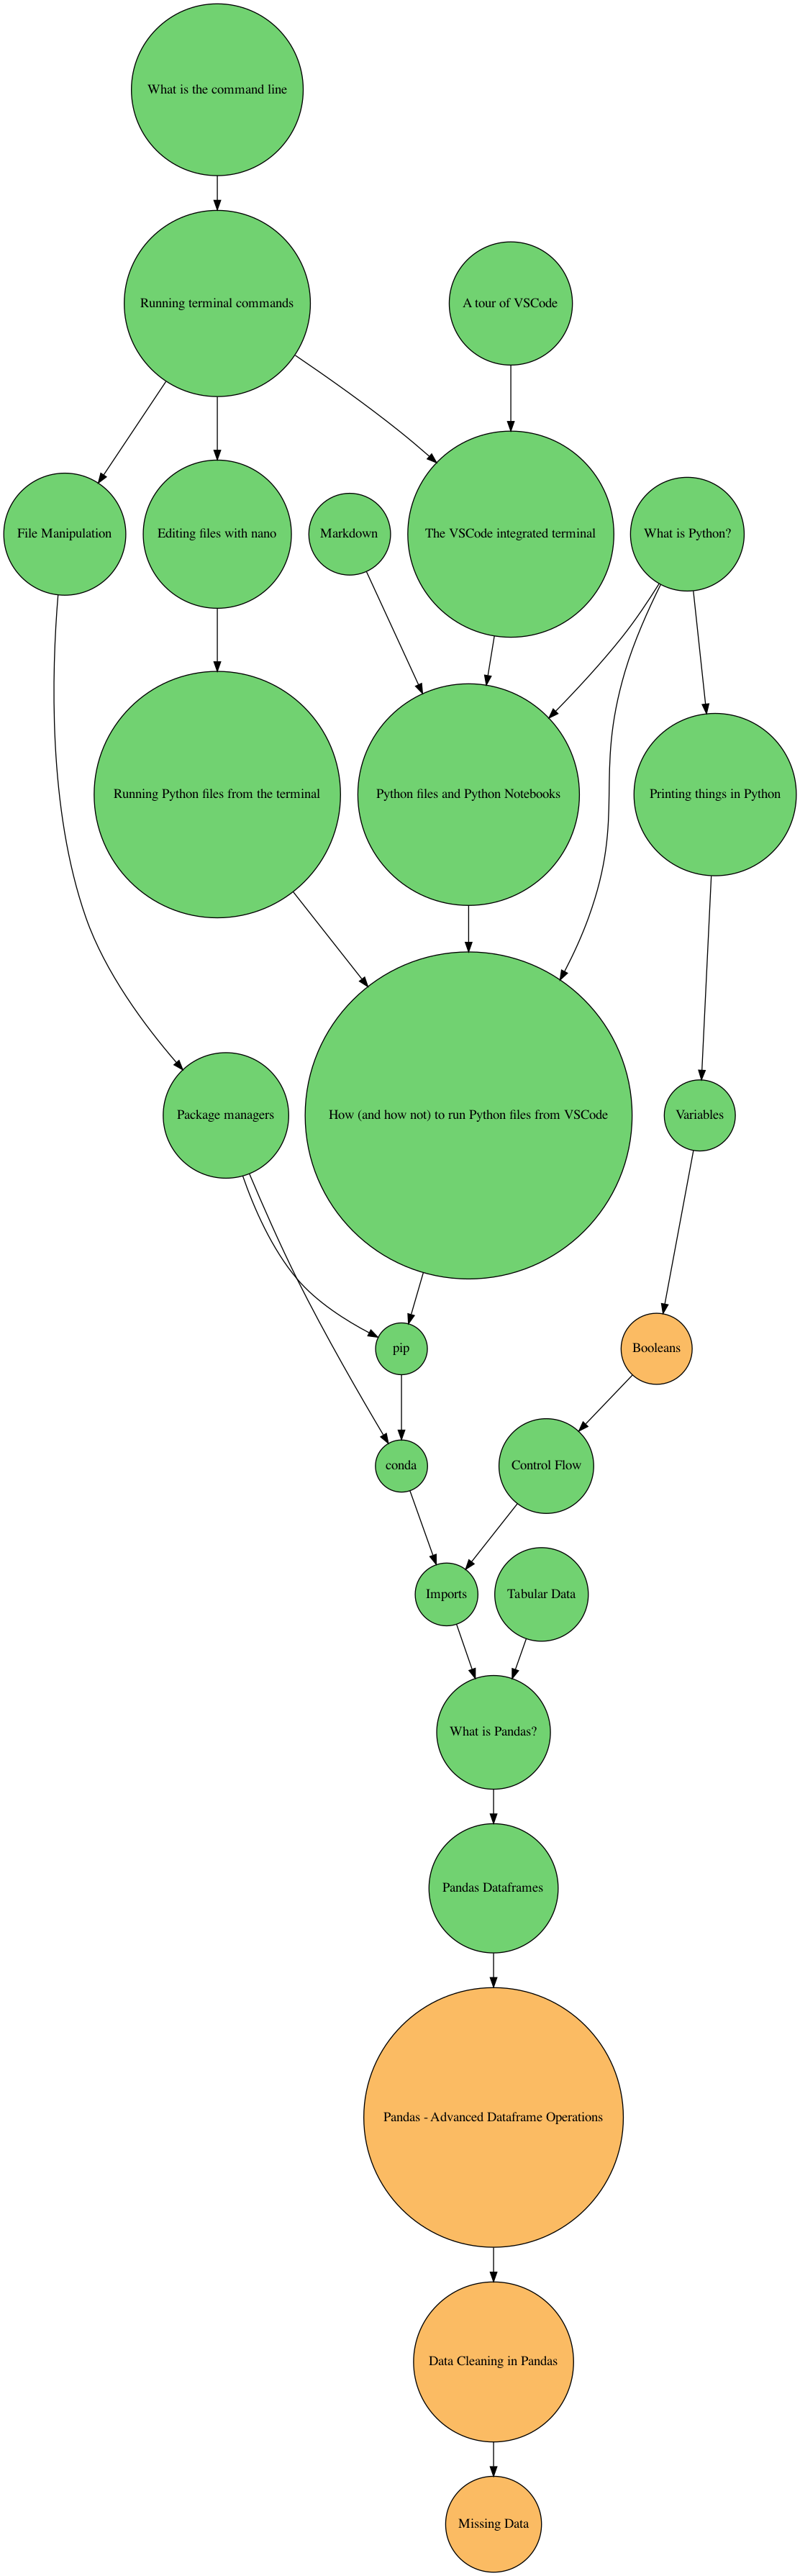 What is the command line
Running terminal commands
A tour of VSCode
File Manipulation
Editing files with nano
Markdown
The VSCode integrated terminal
What is Python?
Running Python files from the terminal
Python files and Python Notebooks
Printing things in Python
Package managers
How (and how not) to run Python files from VSCode
Variables
pip
Booleans
conda
Control Flow
Imports
Tabular Data
What is Pandas?
Pandas Dataframes
Pandas - Advanced Dataframe Operations
Data Cleaning in Pandas
Missing Data